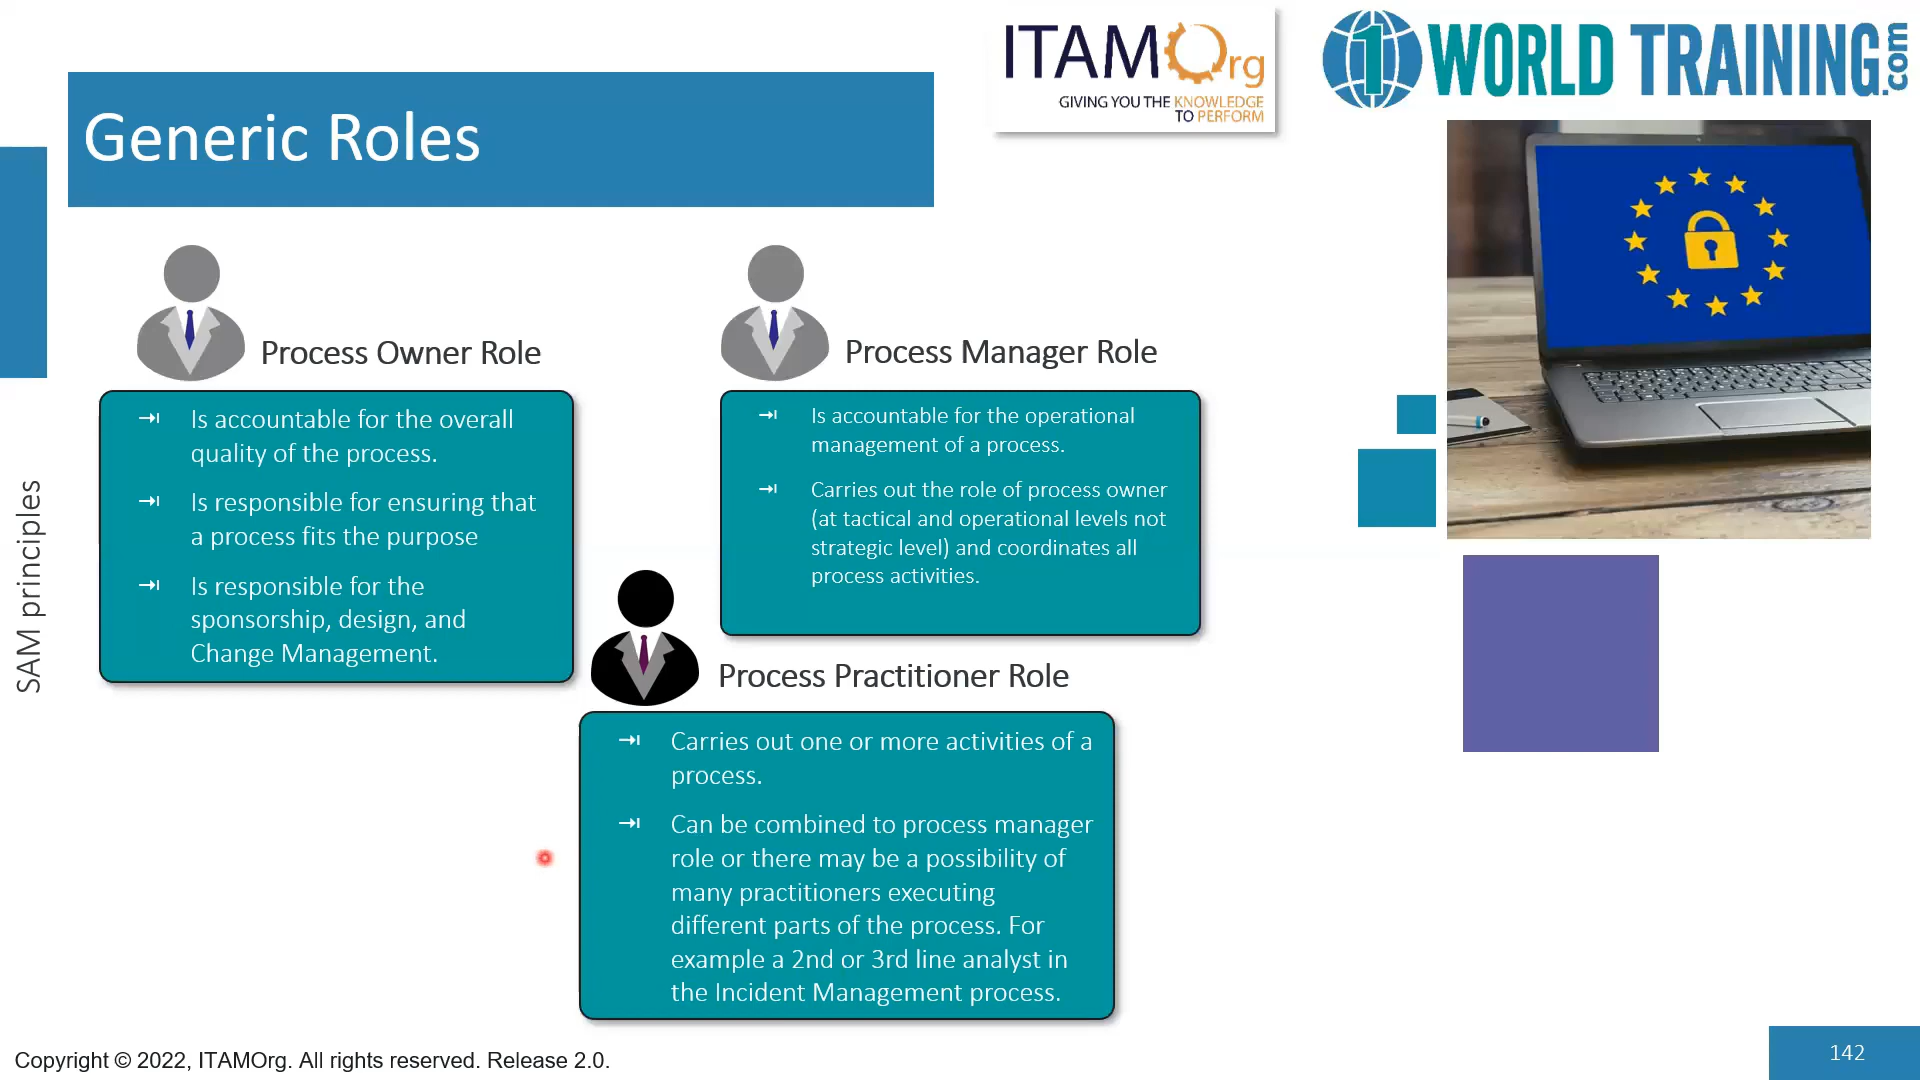 ITAMOrg
GIVING YOU THE KNOWLEDGE
TO PERFORM
1 WORLD TRAINING.com
Generic Roles
SAM principles
Process Owner Role
Is accountable for the overall
quality of the process.
Is responsible for ensuring that
a process fits the purpose
Is responsible for the
sponsorship, design, and
Change Management.
Process Manager Role
Is accountable for the operational
management of a process.
Carries out the role of process owner
(at tactical and operational levels not
strategic level) and coordinates all
process activities.
Process Practitioner Role
Carries out one or more activities of a
process.
Can be combined to process manager
role or there may be a possibility of
many practitioners executing
different parts of the process. For
example a 2nd or 3rd line analyst in
the Incident Management process.
Copyright © 2022, ITAMOrg. All rights reserved. Release 2.0.
142